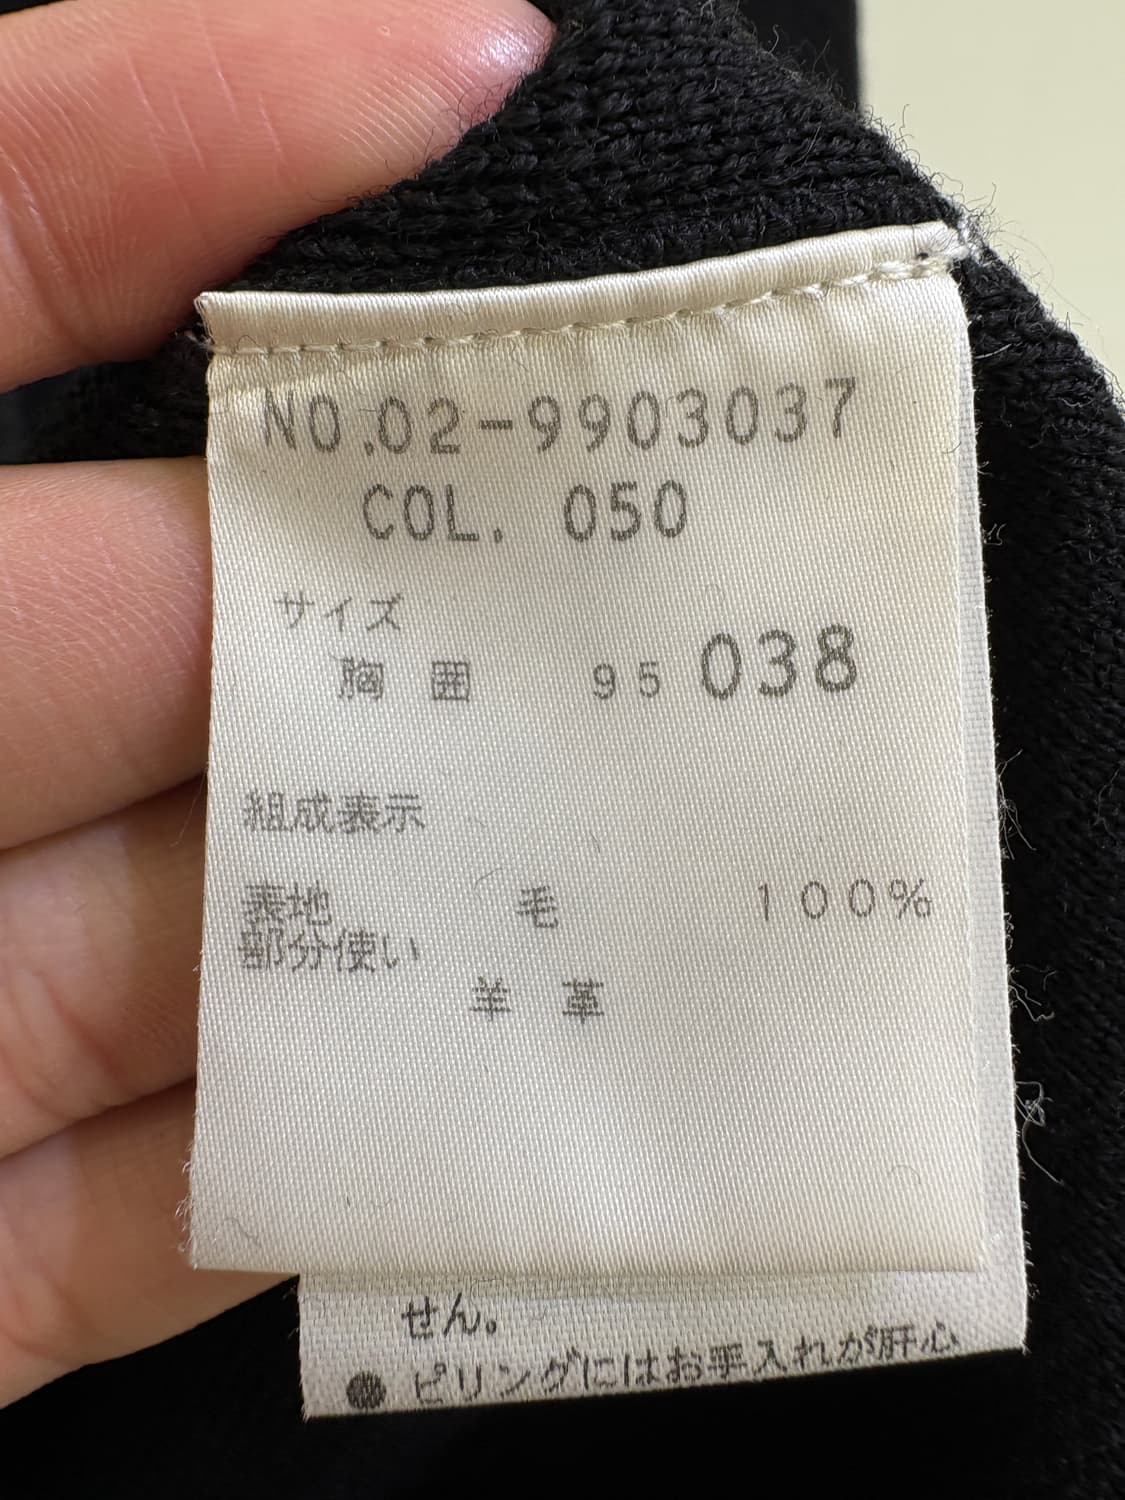 NO.02-9903037
COL. 050
サイズ
胸 囲 95 038
組成表示
表地 毛 100%
部分使い
羊 革
せん。
● ピリングにはお手入れが肝心